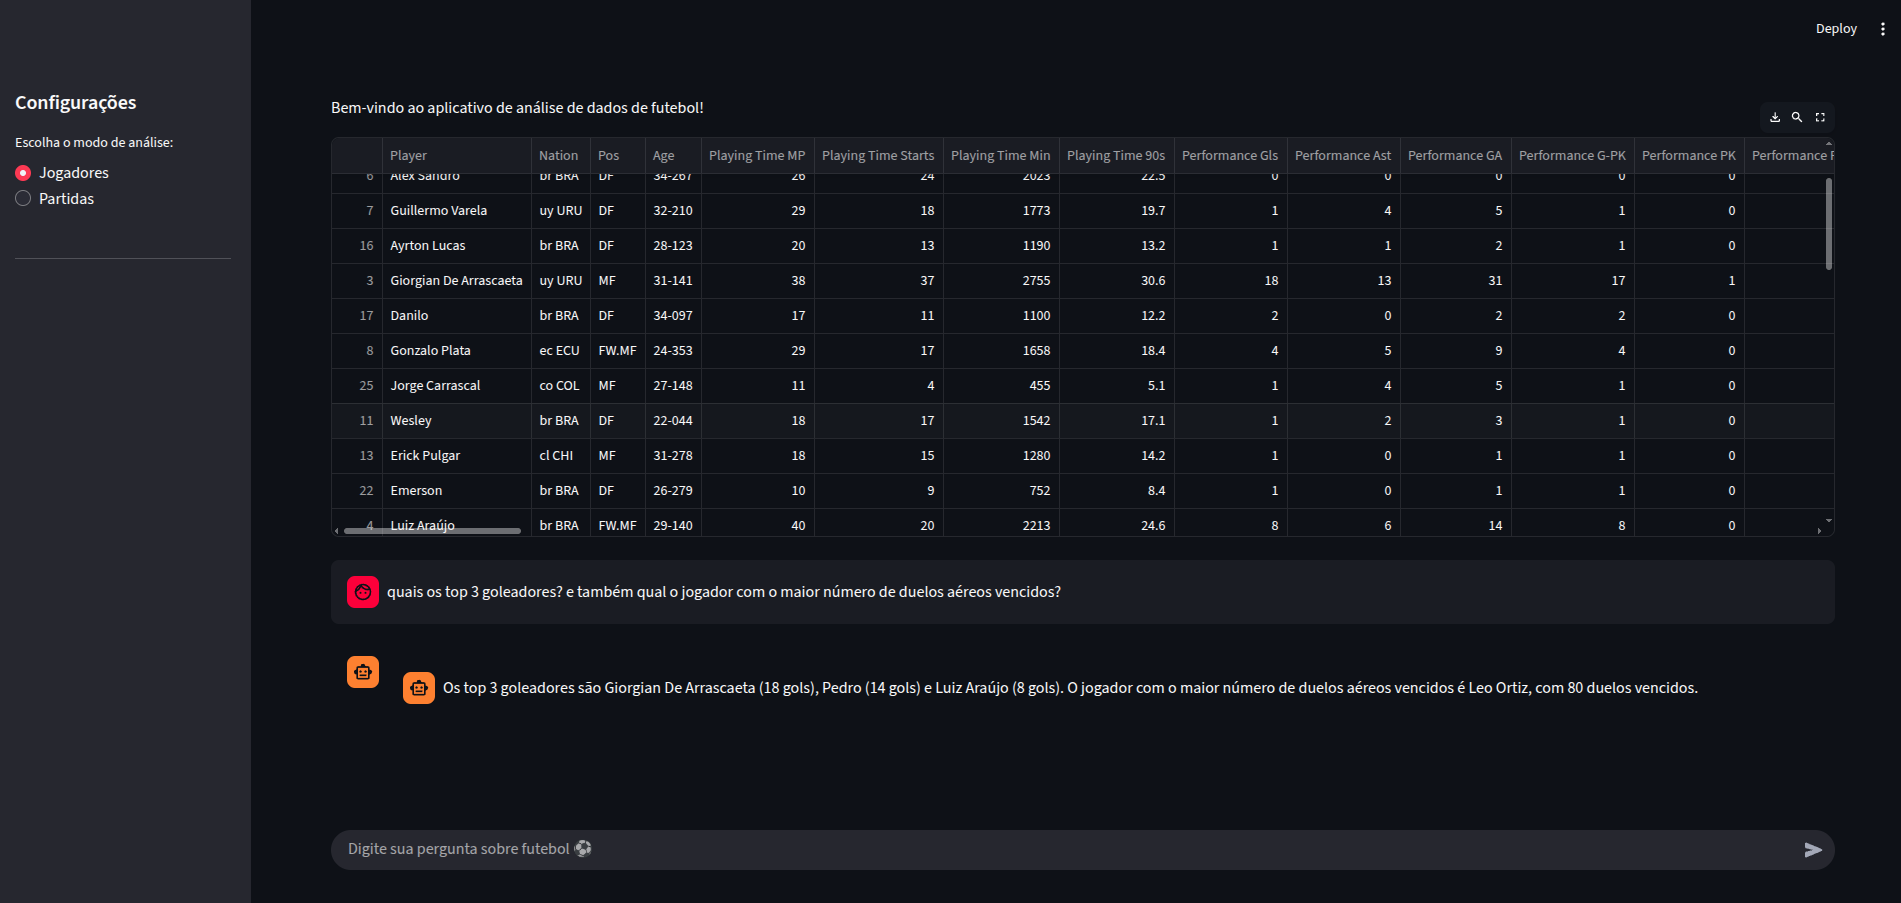 Deploy
Configurações
Escolha o modo de análise:
Jogadores
Partidas
Bem-vindo ao aplicativo de análise de dados de futebol!
Player Nation Pos Age Playing Time MP Playing Time Starts Playing Time Min Playing Time 90s Performance Gls Performance Ast Performance GA Performance G-PK Performance PK Performance
6 Alex Sandro br BRA DF 34-267 26 24 2023 22.5 0 0 0 0 0
7 Guillermo Varela uy URU DF 32-210 29 18 1773 19.7 1 4 5 1 0
16 Ayrton Lucas br BRA DF 28-123 20 13 1190 13.2 1 1 2 1 0
3 Giorgian De Arrascaeta uy URU MF 31-141 38 37 2755 30.6 18 13 31 17 1
17 Danilo br BRA DF 34-097 17 11 1100 12.2 2 0 2 2 0
8 Gonzalo Plata ec ECU FW.MF 24-353 29 17 1658 18.4 4 5 9 4 0
25 Jorge Carrascal co COL MF 27-148 11 4 455 5.1 1 4 5 1 0
11 Wesley br BRA DF 22-044 18 17 1542 17.1 1 2 3 1 0
13 Erick Pulgar cl CHI MF 31-278 18 15 1280 14.2 1 0 1 1 0
22 Emerson br BRA DF 26-279 10 9 752 8.4 1 0 1 1 0
4 Luiz Araújo br BRA FW.MF 29-140 40 20 2213 24.6 8 6 14 8 0
quais os top 3 goleadores? e também qual o jogador com o maior número de duelos aéreos vencidos?
Os top 3 goleadores são Giorgian De Arrascaeta (18 gols), Pedro (14 gols) e Luiz Araújo (8 gols). O jogador com o maior número de duelos aéreos vencidos é Leo Ortiz, com 80 duelos vencidos.
Digite sua pergunta sobre futebol ⚽